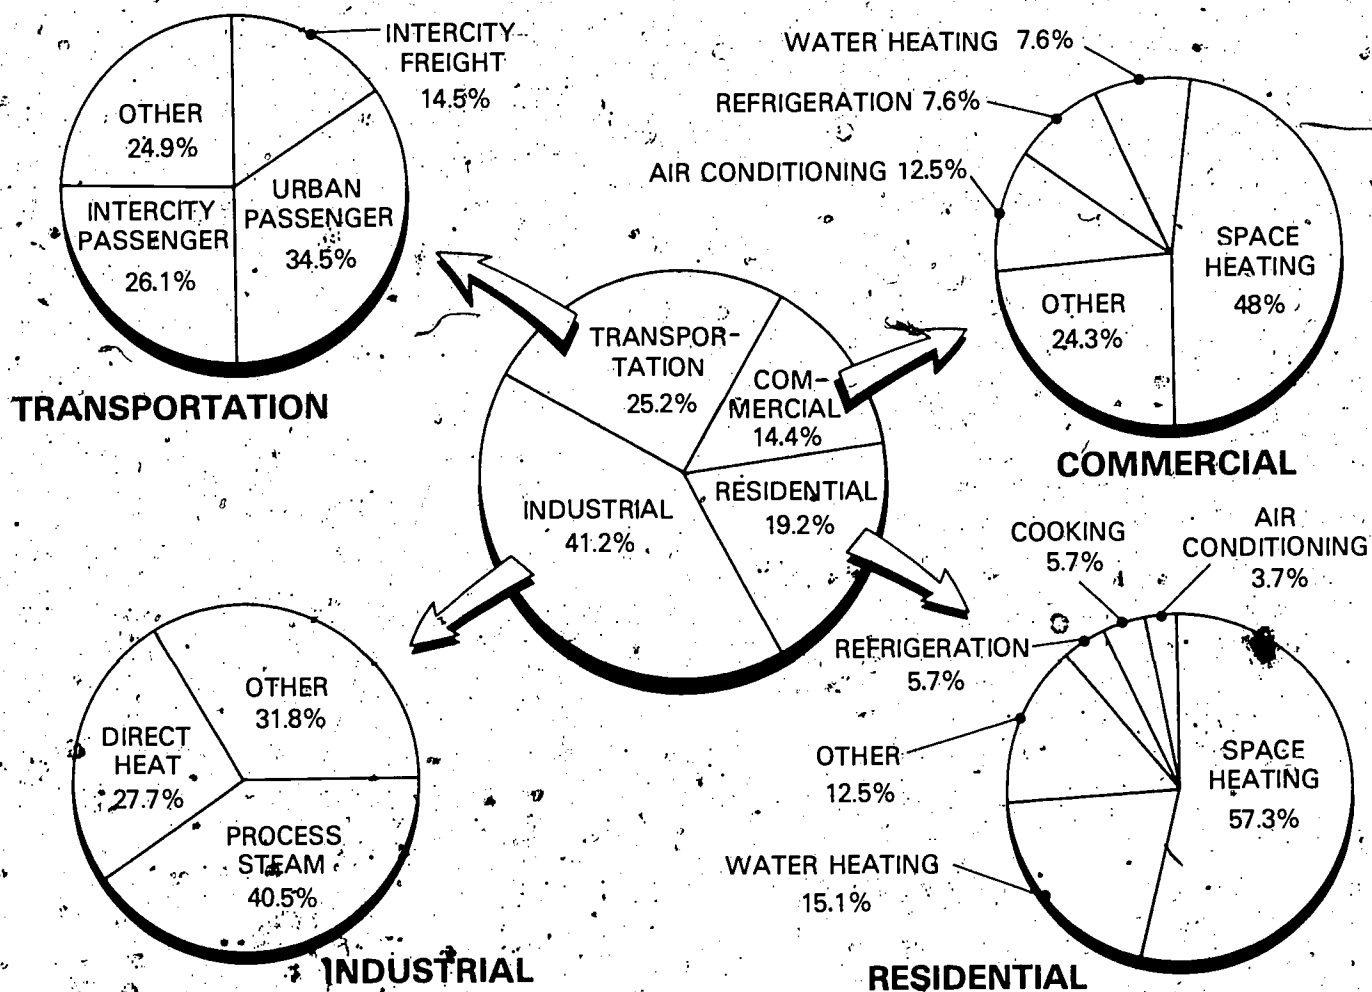 INTERCITY
FREIGHT
14.5%
OTHER
24.9%
URBAN
PASSENGER
34.5%
INTERCITY
PASSENGER
26.1%
TRANSPORTATION
WATER HEATING 7.6%
REFRIGERATION 7.6%
AIR CONDITIONING 12.5%
SPACE
HEATING
48%
OTHER
24.3%
COMMERCIAL
TRANSPOR-
TATION
25.2%
COM-
MERCIAL
14.4%
INDUSTRIAL
41.2%
RESIDENTIAL
19.2%
OTHER
31.8%
DIRECT
HEAT
27.7%
PROCESS
STEAM
40.5%
INDUSTRIAL
COOKING
5.7%
AIR
CONDITIONING
3.7%
REFRIGERATION
5.7%
OTHER
12.5%
SPACE
HEATING
57.3%
WATER HEATING
15.1%
RESIDENTIAL